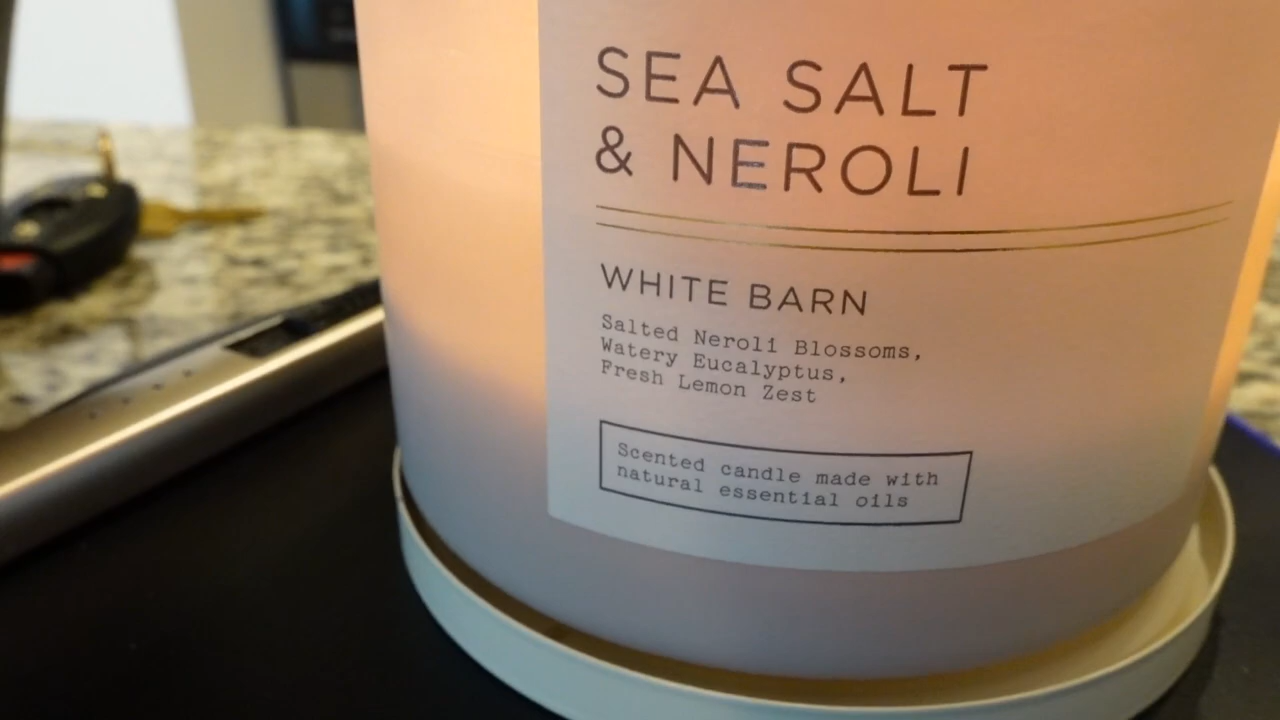 SEA SALT
& NEROLI
WHITE BARN
Salted Neroli Blossoms,
Watery Eucalyptus,
Fresh Lemon Zest
Scented candle made with
natural essential oils